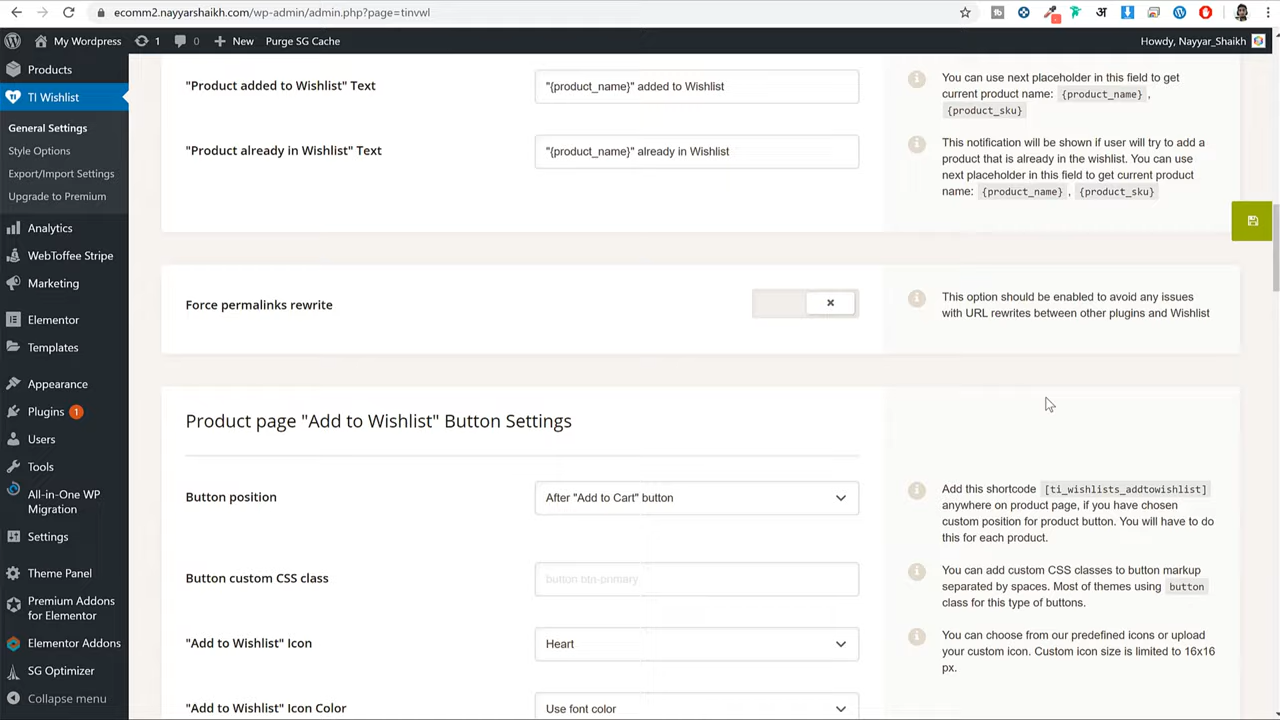 ecomm2.nayyarshaikh.com/wp-admin/admin.php?page=tinvwl
My Wordpress
1
0
New
Purge SG Cache
Howdy, Nayyar_Shaikh
Products
TI Wishlist
General Settings
Style Options
Export/Import Settings
Upgrade to Premium
Analytics
WebToffee Stripe
Marketing
Elementor
Templates
Appearance
Plugins 1
Users
Tools
All-in-One WP
Migration
Settings
Theme Panel
Premium Addons
for Elementor
Elementor Addons
SG Optimizer
Collapse menu
"Product added to Wishlist" Text
"{product_name}" added to Wishlist
You can use next placeholder in this field to get
current product name: {product_name} ,
{product_sku}
"Product already in Wishlist" Text
"{product_name}" already in Wishlist
This notification will be shown if user will try to add a
product that is already in the wishlist. You can use
next placeholder in this field to get current product
name: {product_name} , {product_sku}
Force permalinks rewrite
This option should be enabled to avoid any issues
with URL rewrites between other plugins and Wishlist
Product page "Add to Wishlist" Button Settings
Button position
After "Add to Cart" button
Add this shortcode [ti_wishlists_addtowishlist]
anywhere on product page, if you have chosen
custom position for product button. You will have to do
this for each product.
Button custom CSS class
button btn-primary
You can add custom CSS classes to button markup
separated by spaces. Most of themes using button
class for this type of buttons.
"Add to Wishlist" Icon
Heart
You can choose from our predefined icons or upload
your custom icon. Custom icon size is limited to 16x16
px.
"Add to Wishlist" Icon Color
Use font color